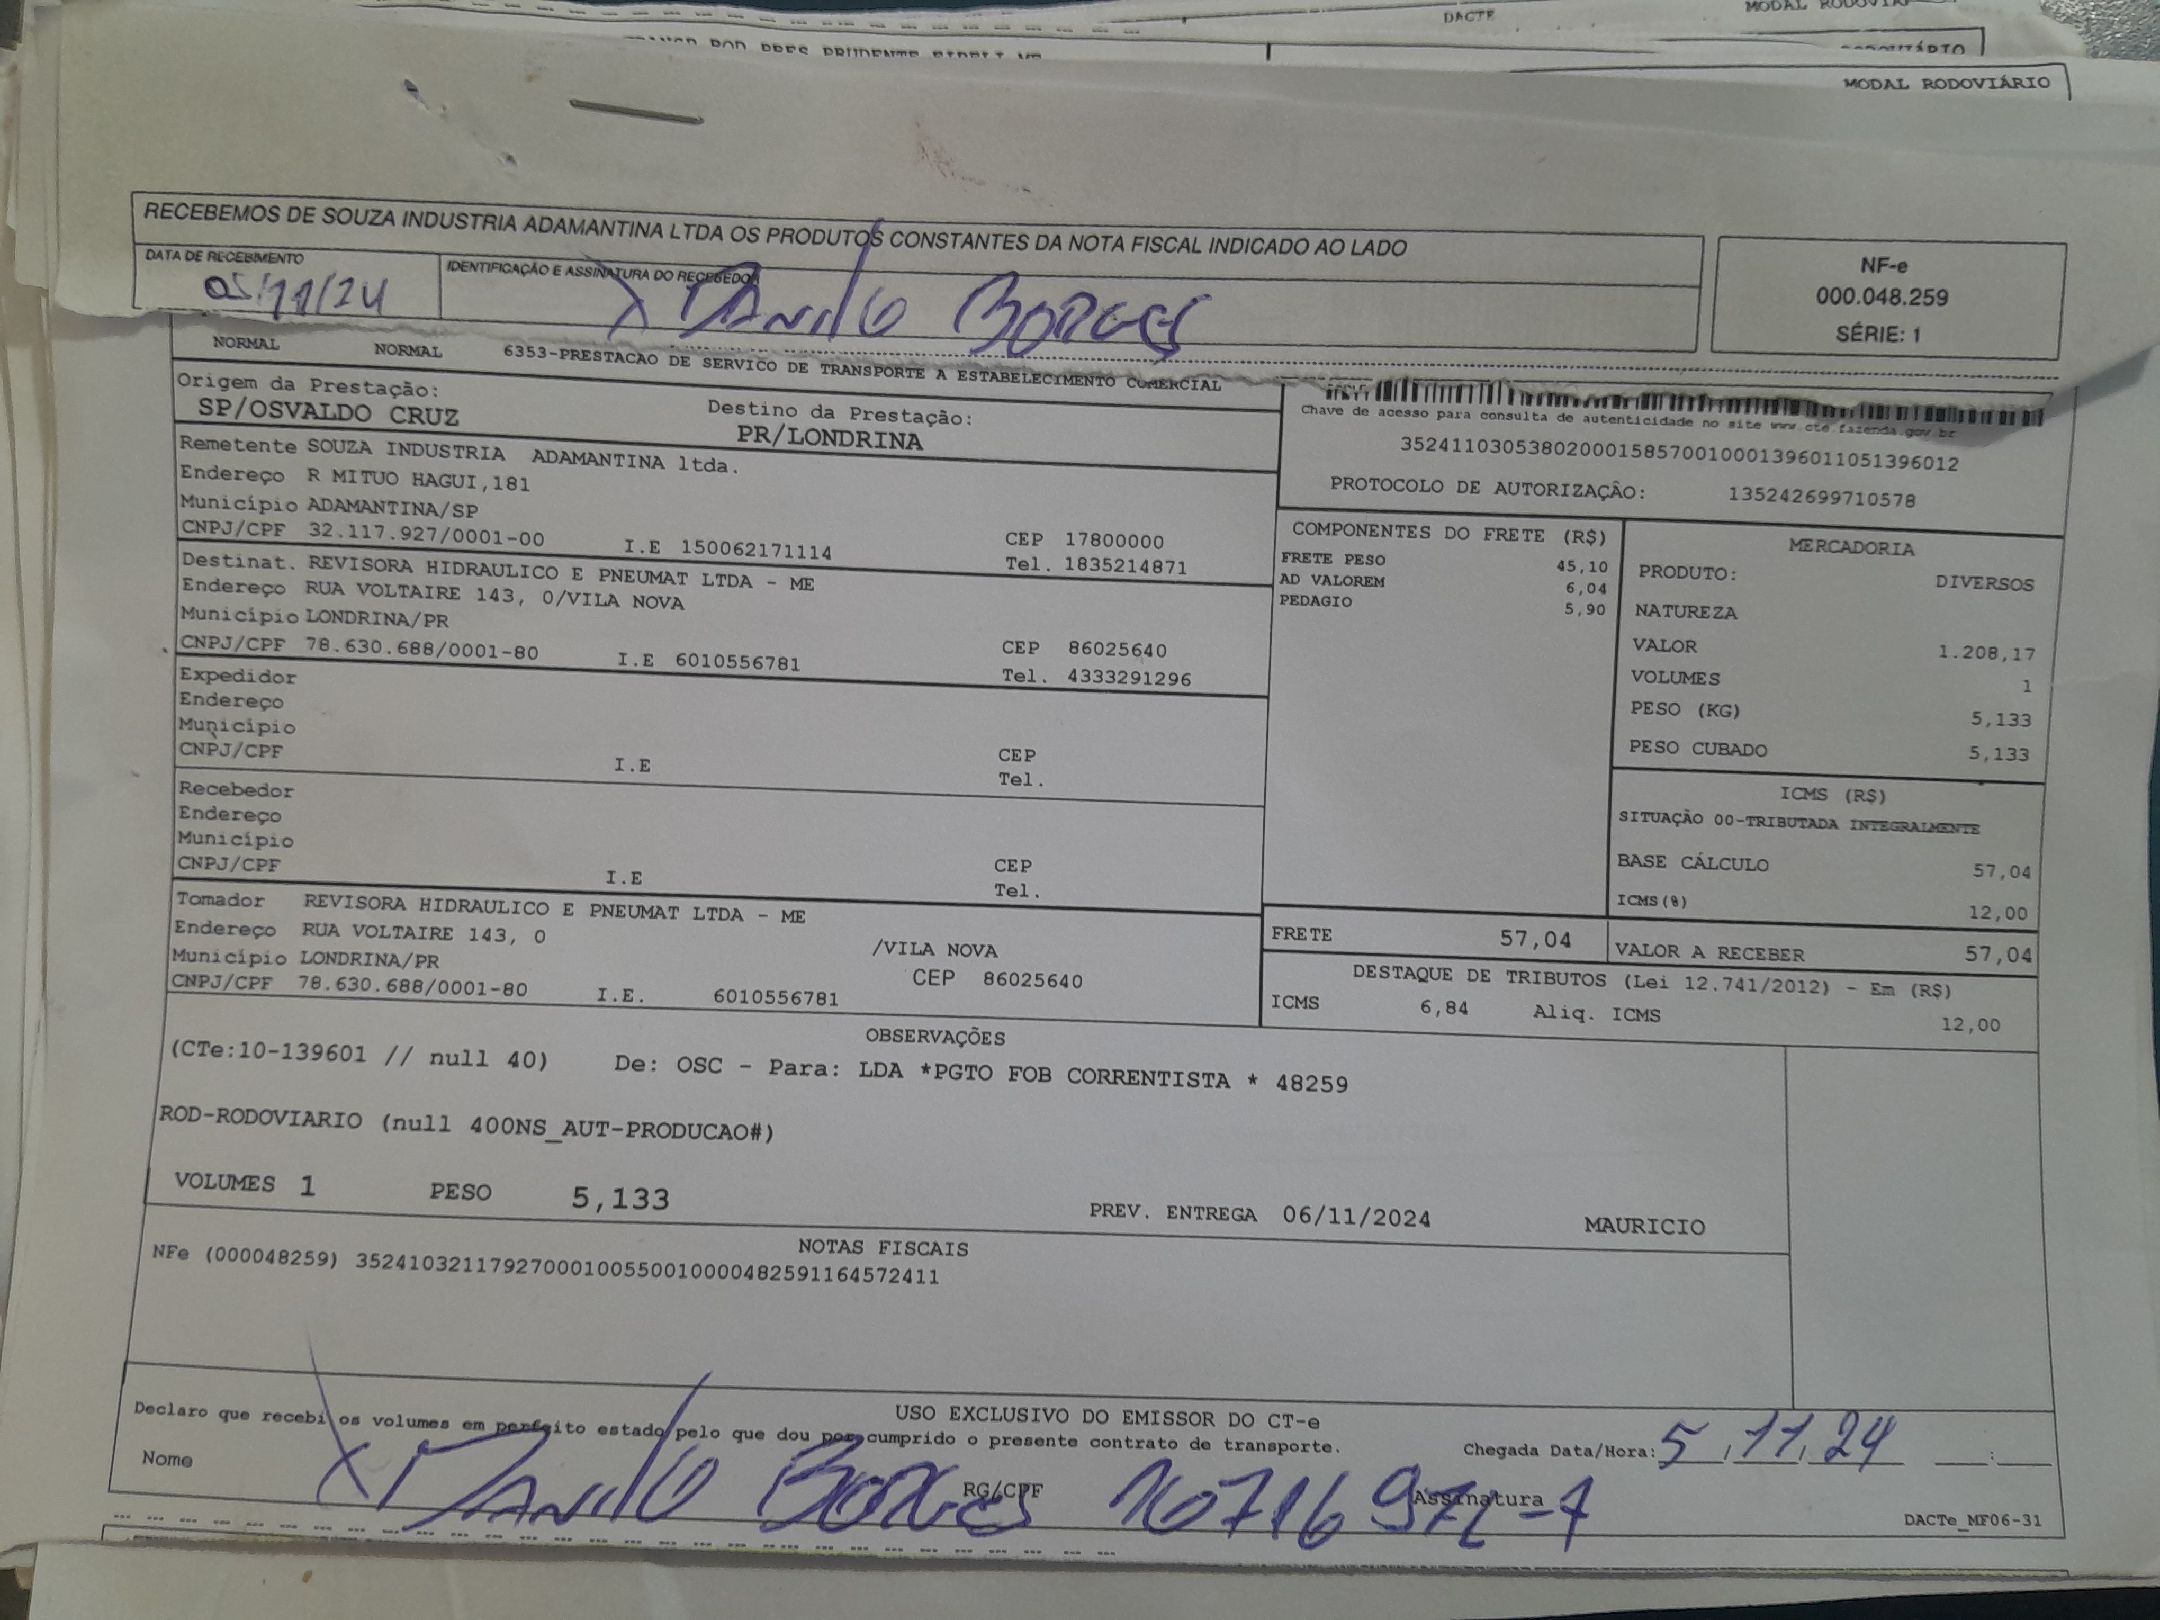 DACTE
MODAL RODOVIÁRIO
MODAL RODOVIÁRIO
RECEBEMOS DE SOUZA INDUSTRIA ADAMANTINA LTDA OS PRODUTOS CONSTANTES DA NOTA FISCAL INDICADO AO LADO
DATA DE RECEBIMENTO
05/11/24
IDENTIFICAÇÃO E ASSINATURA DO RECEBEDOR
X DANILO BORGES
NF-e
000.048.259
SÉRIE: 1
NORMAL NORMAL 6353-PRESTACAO DE SERVICO DE TRANSPORTE A ESTABELECIMENTO COMERCIAL
Origem da Prestação:
SP/OSVALDO CRUZ
Destino da Prestação:
PR/LONDRINA
Chave de acesso para consulta de autenticidade no site www.cte.fazenda.gov.br
35241103053802000158570010001396011051396012
PROTOCOLO DE AUTORIZAÇÃO: 135242699710578
Remetente SOUZA INDUSTRIA ADAMANTINA ltda.
Endereço R MITUO HAGUI,181
Município ADAMANTINA/SP
CNPJ/CPF 32.117.927/0001-00 I.E 150062171114
CEP 17800000
Tel. 1835214871
Destinat. REVISORA HIDRAULICO E PNEUMAT LTDA - ME
Endereço RUA VOLTAIRE 143, 0/VILA NOVA
Município LONDRINA/PR
CNPJ/CPF 78.630.688/0001-80 I.E 6010556781
CEP 86025640
Tel. 4333291296
Expedidor
Endereço
Município
CNPJ/CPF I.E
CEP
Tel.
Recebedor
Endereço
Município
CNPJ/CPF I.E
CEP
Tel.
Tomador REVISORA HIDRAULICO E PNEUMAT LTDA - ME
Endereço RUA VOLTAIRE 143, 0 /VILA NOVA
Município LONDRINA/PR CEP 86025640
CNPJ/CPF 78.630.688/0001-80 I.E. 6010556781
COMPONENTES DO FRETE (R$)
FRETE PESO 45,10
AD VALOREM 6,04
PEDAGIO 5,90
MERCADORIA
PRODUTO: DIVERSOS
NATUREZA
VALOR 1.208,17
VOLUMES 1
PESO (KG) 5,133
PESO CUBADO 5,133
ICMS (R$)
SITUAÇÃO 00-TRIBUTADA INTEGRALMENTE
BASE CÁLCULO 57,04
ICMS(%) 12,00
FRETE 57,04
VALOR A RECEBER 57,04
DESTAQUE DE TRIBUTOS (Lei 12.741/2012) - Em (R$)
ICMS 6,84 Aliq. ICMS 12,00
OBSERVAÇÕES
(CTe:10-139601 // null 40) De: OSC - Para: LDA *PGTO FOB CORRENTISTA * 48259
ROD-RODOVIARIO (null 400NS_AUT-PRODUCAO#)
VOLUMES 1 PESO 5,133 PREV. ENTREGA 06/11/2024 MAURICIO
NOTAS FISCAIS
NFe (000048259) 35241032117927000100550010000482591164572411
USO EXCLUSIVO DO EMISSOR DO CT-e
Declaro que recebi os volumes em perfeito estado pelo que dou por cumprido o presente contrato de transporte.
Chegada Data/Hora: 5, 11, 24 :
Nome X DANILO BORGES RG/CPF Assinatura
DACTe_MF06-31